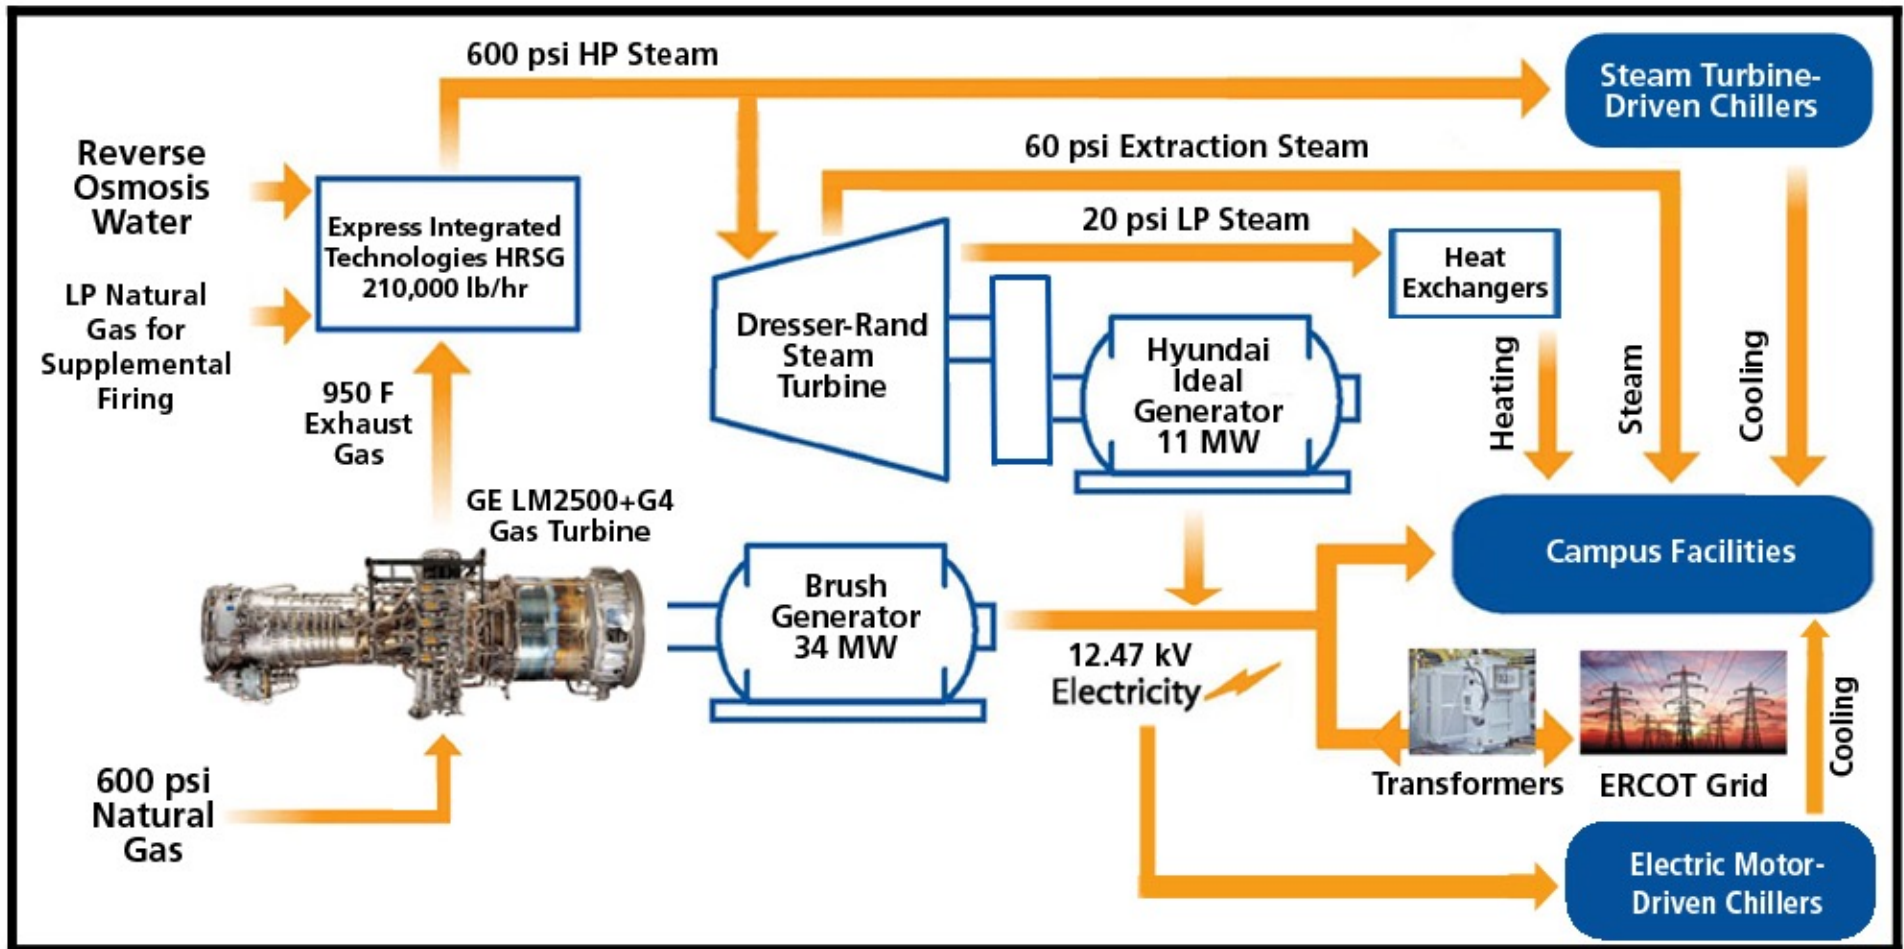 600 psi HP Steam
Steam Turbine-
Driven Chillers
Reverse
Osmosis
Water
60 psi Extraction Steam
20 psi LP Steam
Express Integrated
Technologies HRSG
210,000 lb/hr
Heat
Exchangers
LP Natural
Gas for
Supplemental
Firing
Dresser-Rand
Steam
Turbine
Hyundai
Ideal
Generator
11 MW
Heating
Steam
Cooling
950 F
Exhaust
Gas
GE LM2500+G4
Gas Turbine
Campus Facilities
Brush
Generator
34 MW
12.47 kV
Electricity
Transformers
ERCOT Grid
Cooling
600 psi
Natural
Gas
Electric Motor-
Driven Chillers